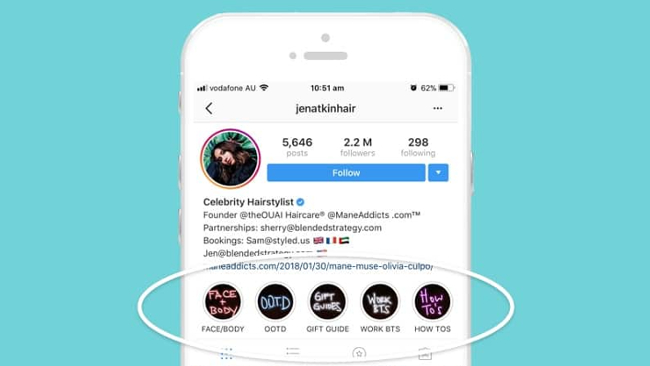 vodafone AU 10:51 am 62%
jenatkinhair
5,646 2.2 M 298
posts followers following
Follow
Celebrity Hairstylist
Founder @theOUAI Haircare® @ManeAddicts .com™
Partnerships: sherry@blendedstrategy.com
Bookings: Sam@styled.us 🇬🇧🇫🇷🇦🇪
Jen@blendedstrategy.com
maneaddicts.com/2018/01/30/mane-muse-olivia-culpo/
FACE + BODY OOTD GIFT GUIDES WORK BTS HOW TO'S
FACE/BODY OOTD GIFT GUIDE WORK BTS HOW TOS